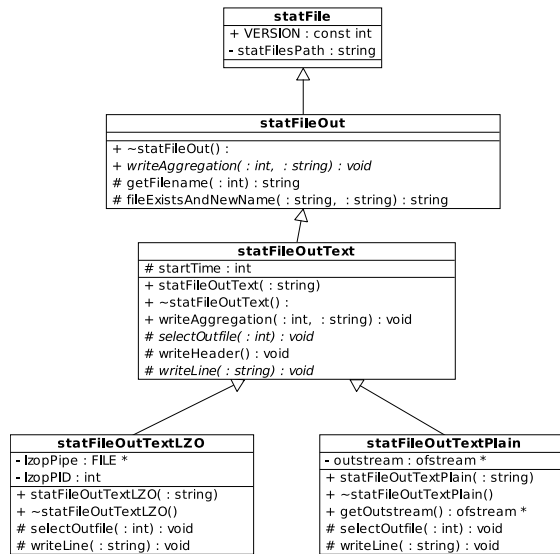 statFile
+ VERSION : const int
- statFilesPath : string
statFileOut
+ ~statFileOut() :
+ writeAggregation( : int, : string) : void
# getFilename( : int) : string
# fileExistsAndNewName( : string, : string) : string
statFileOutText
# startTime : int
+ statFileOutText( : string)
+ ~statFileOutText() :
+ writeAggregation( : int, : string) : void
# selectOutfile( : int) : void
# writeHeader() : void
# writeLine( : string) : void
statFileOutTextLZO
- lzopPipe : FILE *
- lzopPID : int
+ statFileOutTextLZO( : string)
+ ~statFileOutTextLZO()
# selectOutfile( : int) : void
# writeLine( : string) : void
statFileOutTextPlain
- outstream : ofstream *
+ statFileOutTextPlain( : string)
+ ~statFileOutTextPlain()
+ getOutstream() : ofstream *
# selectOutfile( : int) : void
# writeLine( : string) : void